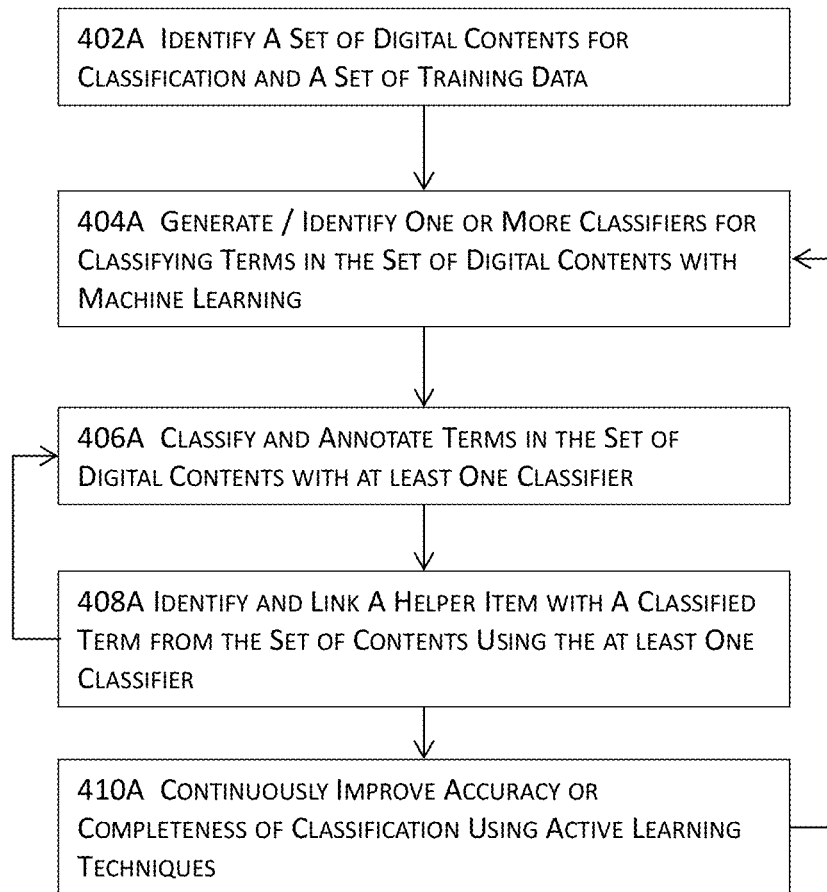 402A Identify A Set of Digital Contents for
Classification and A Set of Training Data
404A Generate / Identify One or More Classifiers for
Classifying Terms in the Set of Digital Contents with
Machine Learning
406A Classify and Annotate Terms in the Set of
Digital Contents with at least One Classifier
408A Identify and Link A Helper Item with A Classified
Term from the Set of Contents Using the at least One
Classifier
410A Continuously Improve Accuracy or
Completeness of Classification Using Active Learning
Techniques